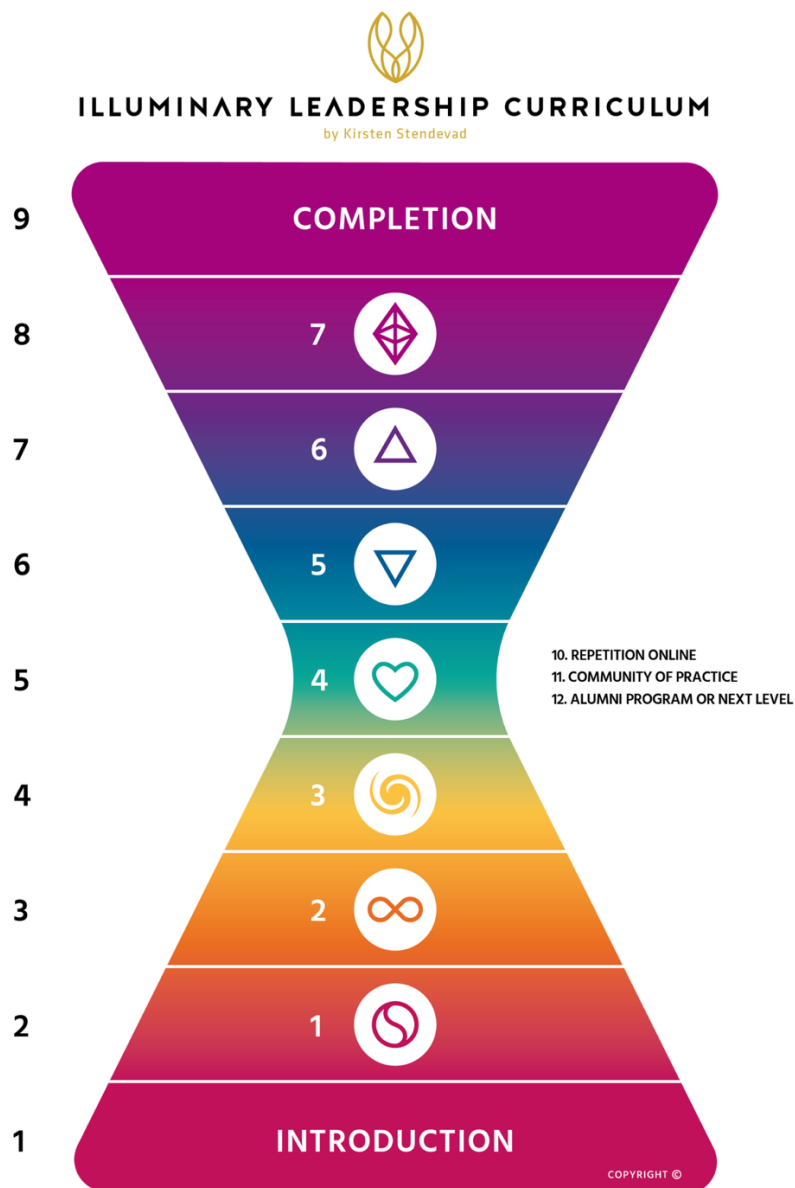 ILLUMINARY LEADERSHIP CURRICULUM
by Kirsten Stendevad
9 COMPLETION
8 7
7 6
6 5
5 4
10. REPETITION ONLINE
11. COMMUNITY OF PRACTICE
12. ALUMNI PROGRAM OR NEXT LEVEL
4 3
3 2
2 1
1 INTRODUCTION
COPYRIGHT ©